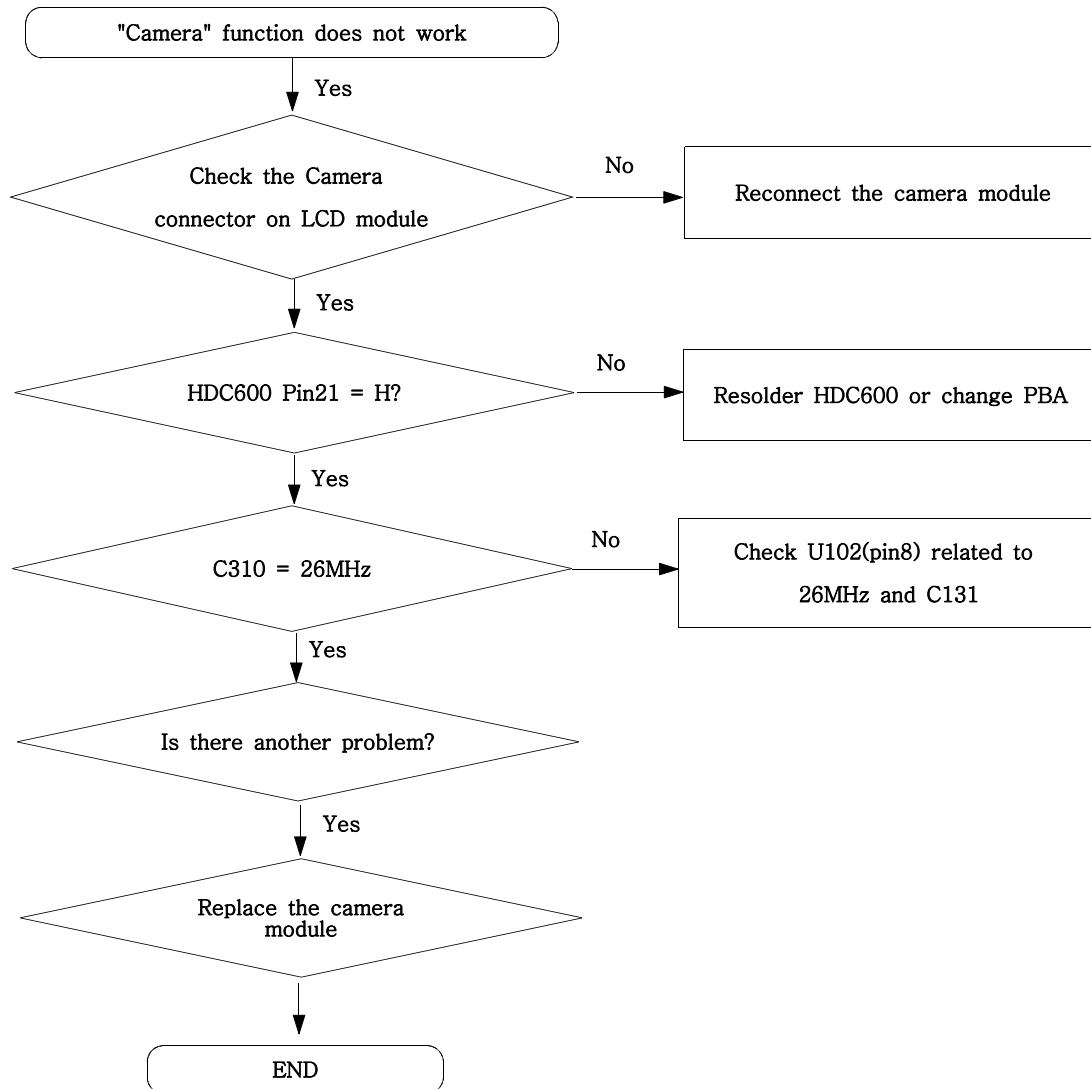 "Camera" function does not work
Yes
Check the Camera
connector on LCD module
No
Reconnect the camera module
Yes
HDC600 Pin21 = H?
No
Resolder HDC600 or change PBA
Yes
C310 = 26MHz
No
Check U102(pin8) related to
26MHz and C131
Yes
Is there another problem?
Yes
Replace the camera
module
END